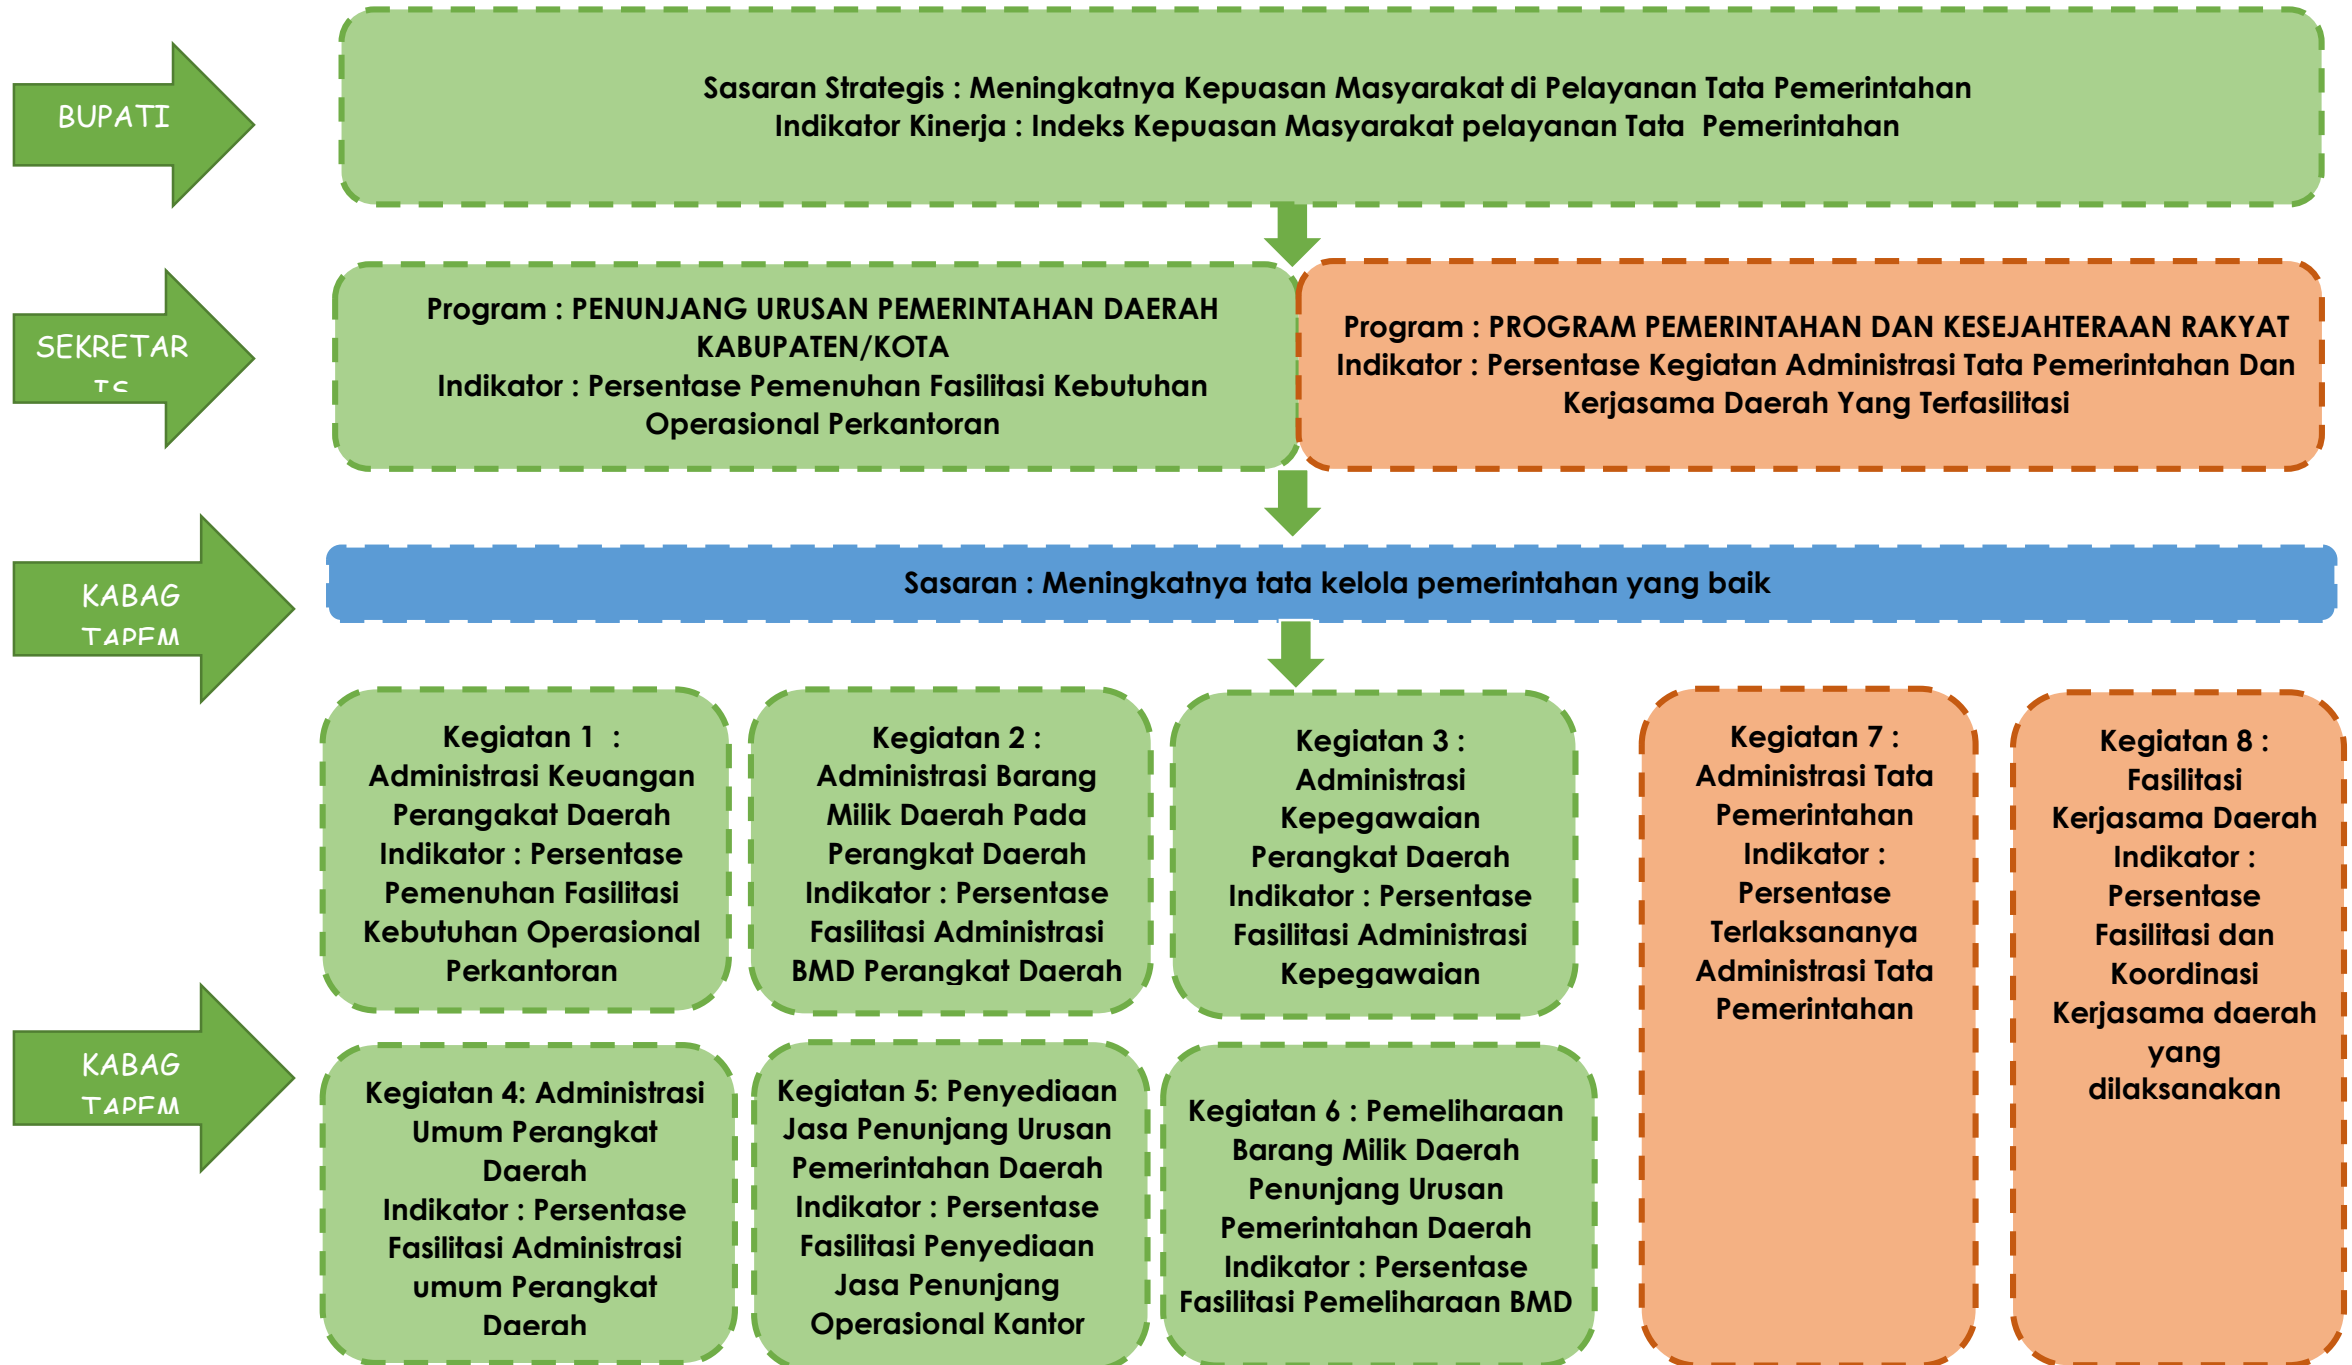 BUPATI
Sasaran Strategis : Meningkatnya Kepuasan Masyarakat di Pelayanan Tata Pemerintahan
Indikator Kinerja : Indeks Kepuasan Masyarakat pelayanan Tata Pemerintahan
SEKRETAR
Program : PENUNJANG URUSAN PEMERINTAHAN DAERAH
KABUPATEN/KOTA
Indikator : Persentase Pemenuhan Fasilitasi Kebutuhan
Operasional Perkantoran
Program : PROGRAM PEMERINTAHAN DAN KESEJAHTERAAN RAKYAT
Indikator : Persentase Kegiatan Administrasi Tata Pemerintahan Dan
Kerjasama Daerah Yang Terfasilitasi
KABAG
TAPEM
Sasaran : Meningkatnya tata kelola pemerintahan yang baik
Kegiatan 1 :
Administrasi Keuangan
Perangakat Daerah
Indikator : Persentase
Pemenuhan Fasilitasi
Kebutuhan Operasional
Perkantoran
Kegiatan 2 :
Administrasi Barang
Milik Daerah Pada
Perangkat Daerah
Indikator : Persentase
Fasilitasi Administrasi
BMD Perangkat Daerah
Kegiatan 3 :
Administrasi
Kepegawaian
Perangkat Daerah
Indikator : Persentase
Fasilitasi Administrasi
Kepegawaian
Kegiatan 7 :
Administrasi Tata
Pemerintahan
Indikator :
Persentase
Terlaksananya
Administrasi Tata
Pemerintahan
Kegiatan 8 :
Fasilitasi
Kerjasama Daerah
Indikator :
Persentase
Fasilitasi dan
Koordinasi
Kerjasama daerah
yang
dilaksanakan
KABAG
TAPEM
Kegiatan 4: Administrasi
Umum Perangkat
Daerah
Indikator : Persentase
Fasilitasi Administrasi
umum Perangkat
Daerah
Kegiatan 5: Penyediaan
Jasa Penunjang Urusan
Pemerintahan Daerah
Indikator : Persentase
Fasilitasi Penyediaan
Jasa Penunjang
Operasional Kantor
Kegiatan 6 : Pemeliharaan
Barang Milik Daerah
Penunjang Urusan
Pemerintahan Daerah
Indikator : Persentase
Fasilitasi Pemeliharaan BMD